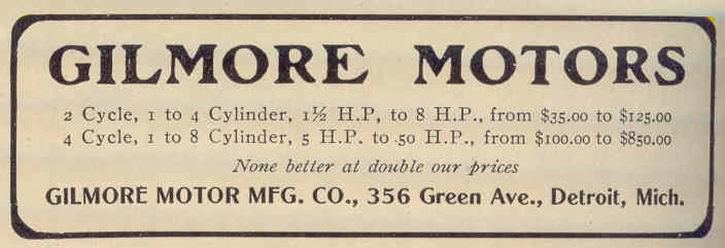 GILMORE MOTORS
2 Cycle, 1 to 4 Cylinder, 1½ H.P, to 8 H.P., from $35.00 to $125.00
4 Cycle, 1 to 8 Cylinder, 5 H.P. to 50 H.P., from $100.00 to $850.00
None better at double our prices
GILMORE MOTOR MFG. CO., 356 Green Ave., Detroit, Mich.